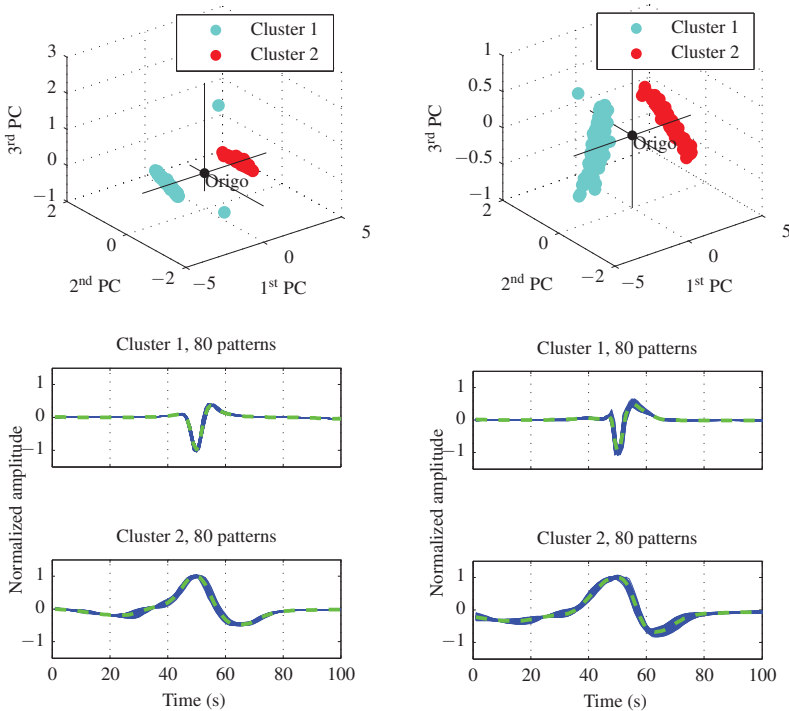 Cluster 1
Cluster 2
3
2
1
0
−1
3rd PC
Origo
2
0
−2
2nd PC
−5
0
5
1st PC
Cluster 1
Cluster 2
1
0.5
0
−0.5
−1
3rd PC
Origo
2
0
−2
2nd PC
−5
0
5
1st PC
Cluster 1, 80 patterns
1
0
−1
Cluster 2, 80 patterns
1
0
−1
Normalized amplitude
0 20 40 60 80 100
Time (s)
Cluster 1, 80 patterns
1
0
−1
Cluster 2, 80 patterns
1
0
−1
Normalized amplitude
0 20 40 60 80 100
Time (s)